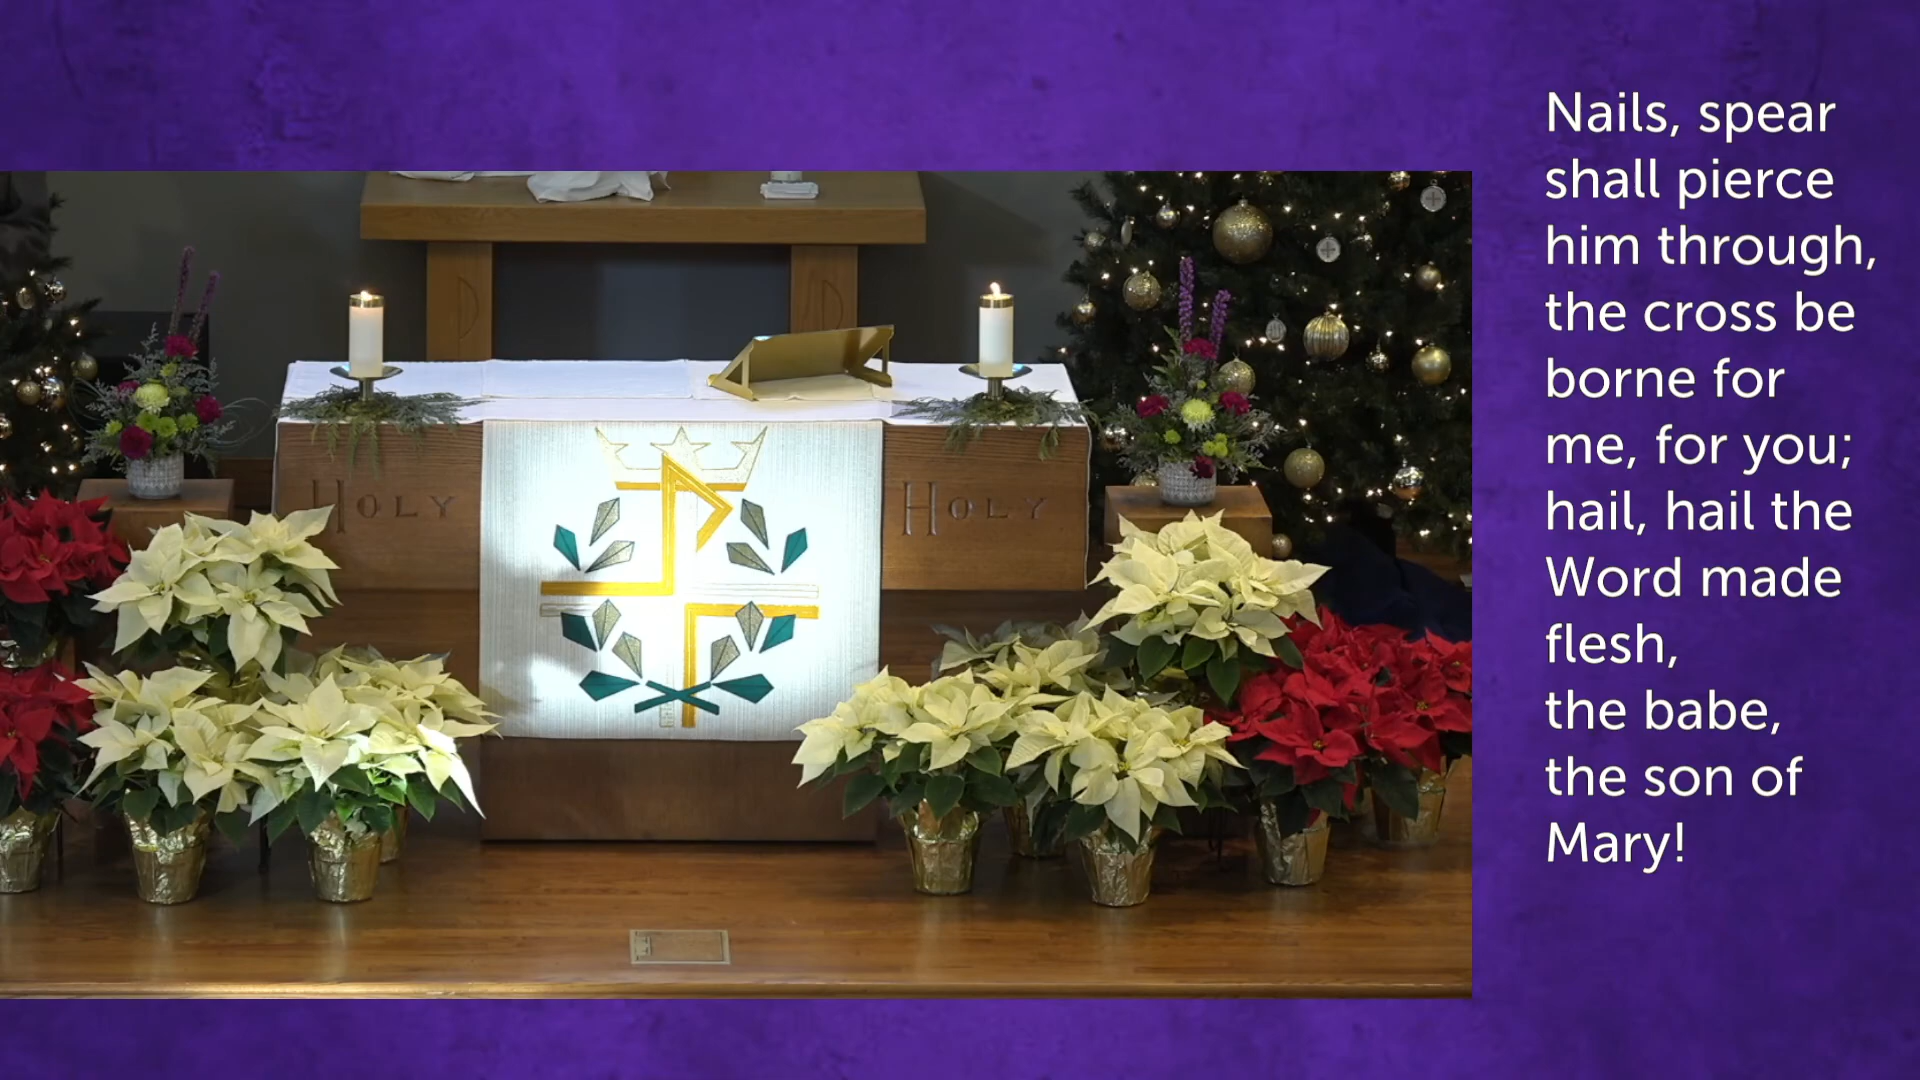 Nails, spear
shall pierce
him through,
the cross be
borne for
me, for you;
hail, hail the
Word made
flesh,
the babe,
the son of
Mary!
HOLY
HOLY